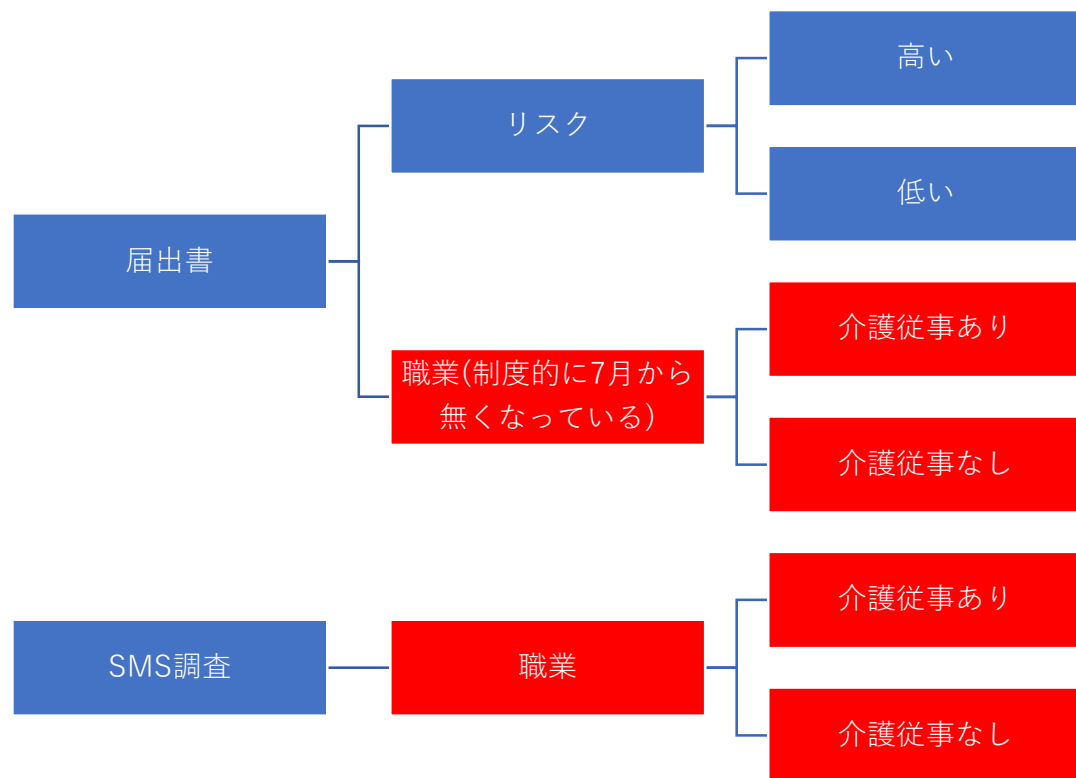 届出書
リスク
高い
低い
職業(制度的に7月から
無くなっている)
介護従事あり
介護従事なし
SMS調査
職業
介護従事あり
介護従事なし